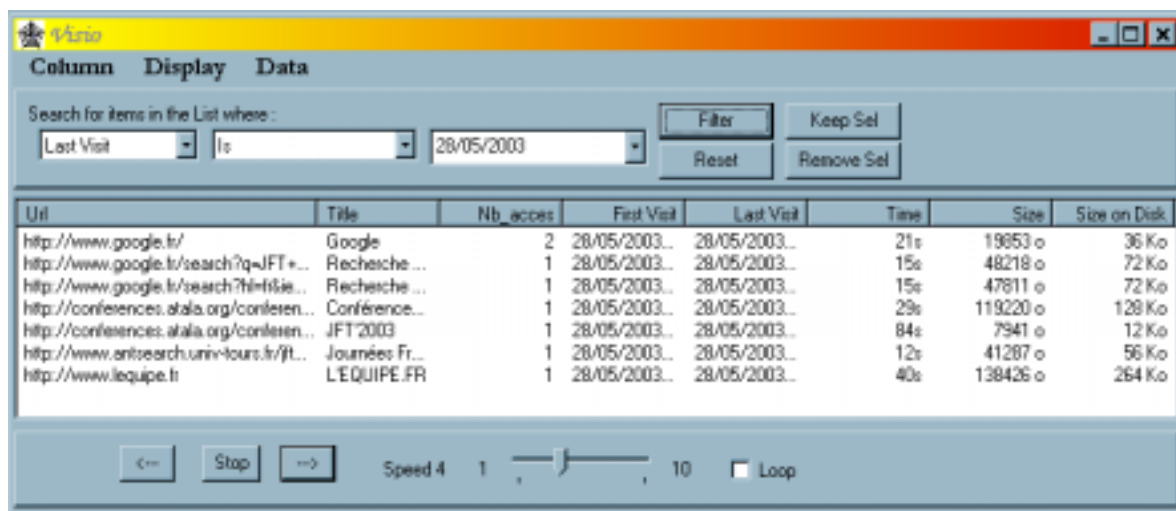 Visio
Column Display Data
Search for items in the List where :
Last Visit Is 28/05/2003 Filter Keep Sel
Reset Remove Sel
Url Title Nb_acces First Visit Last Visit Time Size Size on Disk
http://www.google.fr/ Google 2 28/05/2003... 28/05/2003... 21s 19853 o 36 Ko
http://www.google.fr/search?q=JFT+... Recherche ... 1 28/05/2003... 28/05/2003... 15s 48218 o 72 Ko
http://www.google.fr/search?hl=fr&ie... Recherche ... 1 28/05/2003... 28/05/2003... 15s 47811 o 72 Ko
http://conferences.atala.org/conferen... Conférence... 1 28/05/2003... 28/05/2003... 29s 119220 o 128 Ko
http://conferences.atala.org/conferen... JFT'2003 1 28/05/2003... 28/05/2003... 84s 7941 o 12 Ko
http://www.antsearch.univ-tours.fr/jft... Journées Fr... 1 28/05/2003... 28/05/2003... 12s 41287 o 56 Ko
http://www.lequipe.fr L'EQUIPE.FR 1 28/05/2003... 28/05/2003... 40s 138426 o 264 Ko
<--- Stop ---> Speed 4 1 10 Loop